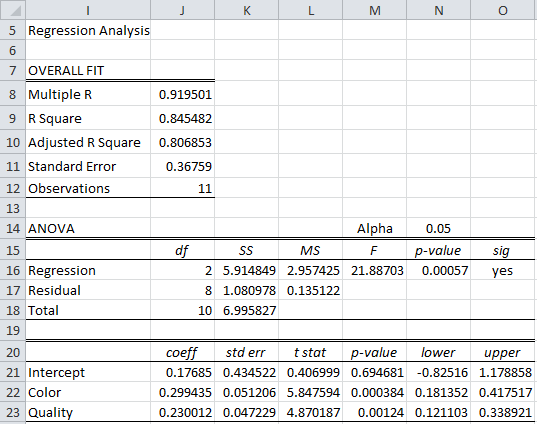 I J K L M N O
5 Regression Analysis
6
7 OVERALL FIT
8 Multiple R 0.919501
9 R Square 0.845482
10 Adjusted R Square 0.806853
11 Standard Error 0.36759
12 Observations 11
13
14 ANOVA Alpha 0.05
15 df SS MS F p-value sig
16 Regression 2 5.914849 2.957425 21.88703 0.00057 yes
17 Residual 8 1.080978 0.135122
18 Total 10 6.995827
19
20 coeff std err t stat p-value lower upper
21 Intercept 0.17685 0.434522 0.406999 0.694681 -0.82516 1.178858
22 Color 0.299435 0.051206 5.847594 0.000384 0.181352 0.417517
23 Quality 0.230012 0.047229 4.870187 0.00124 0.121103 0.338921